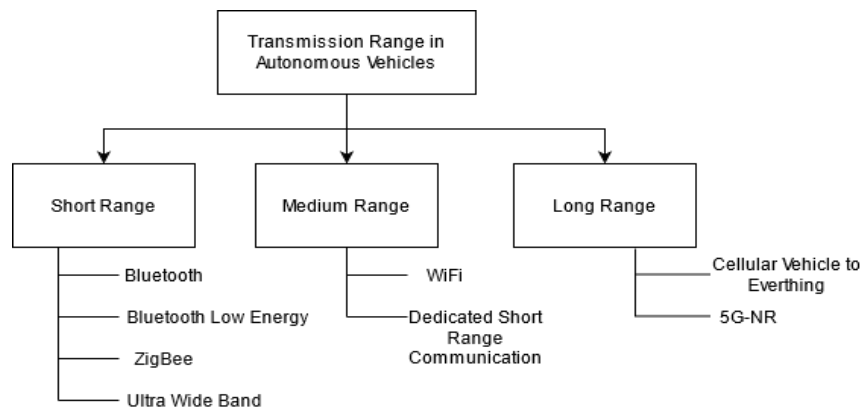 Transmission Range in
Autonomous Vehicles
Short Range
Medium Range
Long Range
Bluetooth
Bluetooth Low Energy
ZigBee
Ultra Wide Band
WiFi
Dedicated Short
Range
Communication
Cellular Vehicle to
Everthing
5G-NR